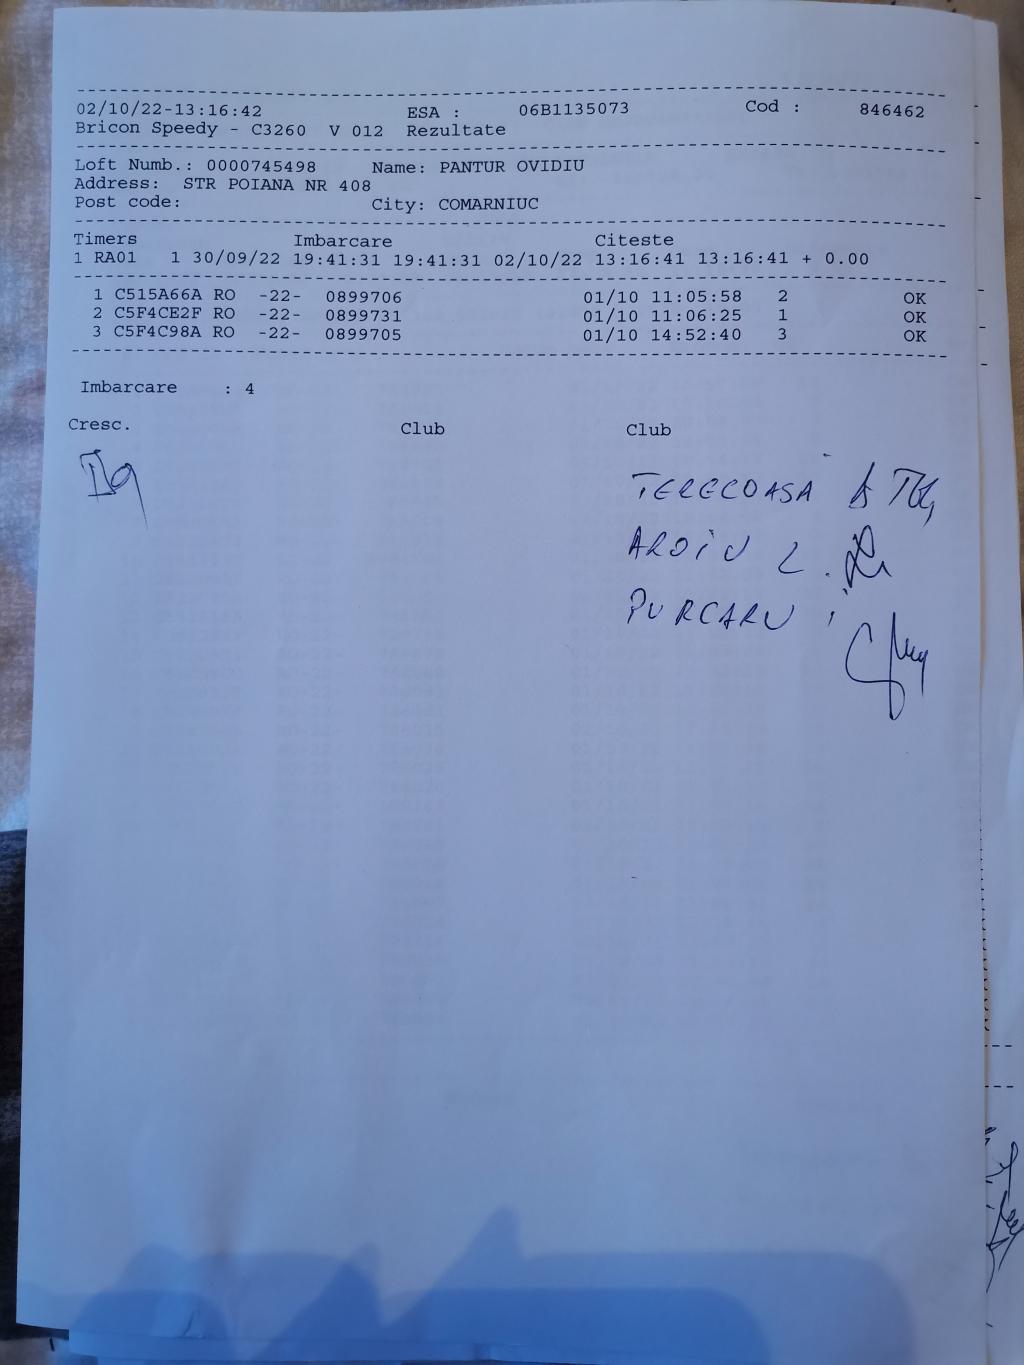 02/10/22-13:16:42 ESA : 06B1135073 Cod : 846462
Bricon Speedy - C3260 V 012 Rezultate
Loft Numb.: 0000745498 Name: PANTUR OVIDIU
Address: STR POIANA NR 408
Post code: City: COMARNIUC
Timers Imbarcare Citeste
1 RA01 1 30/09/22 19:41:31 19:41:31 02/10/22 13:16:41 13:16:41 + 0.00
1 C515A66A RO -22- 0899706 01/10 11:05:58 2 OK
2 C5F4CE2F RO -22- 0899731 01/10 11:06:25 1 OK
3 C5F4C98A RO -22- 0899705 01/10 14:52:40 3 OK
Imbarcare : 4
Cresc. Club Club
TERECOASA
PURCARU